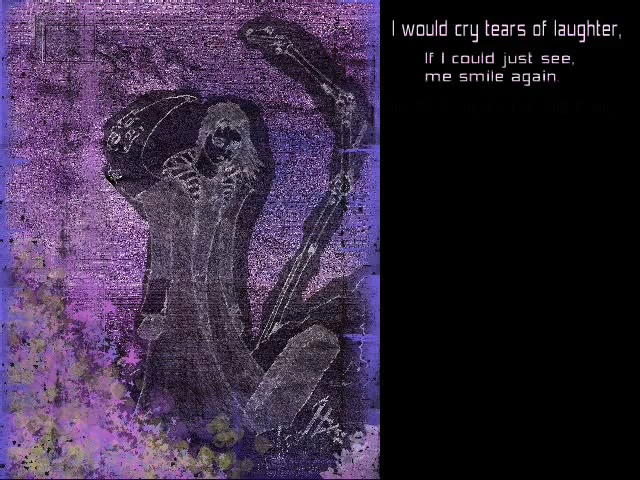 I would cry tears of laughter,
If I could just see,
me smile again.